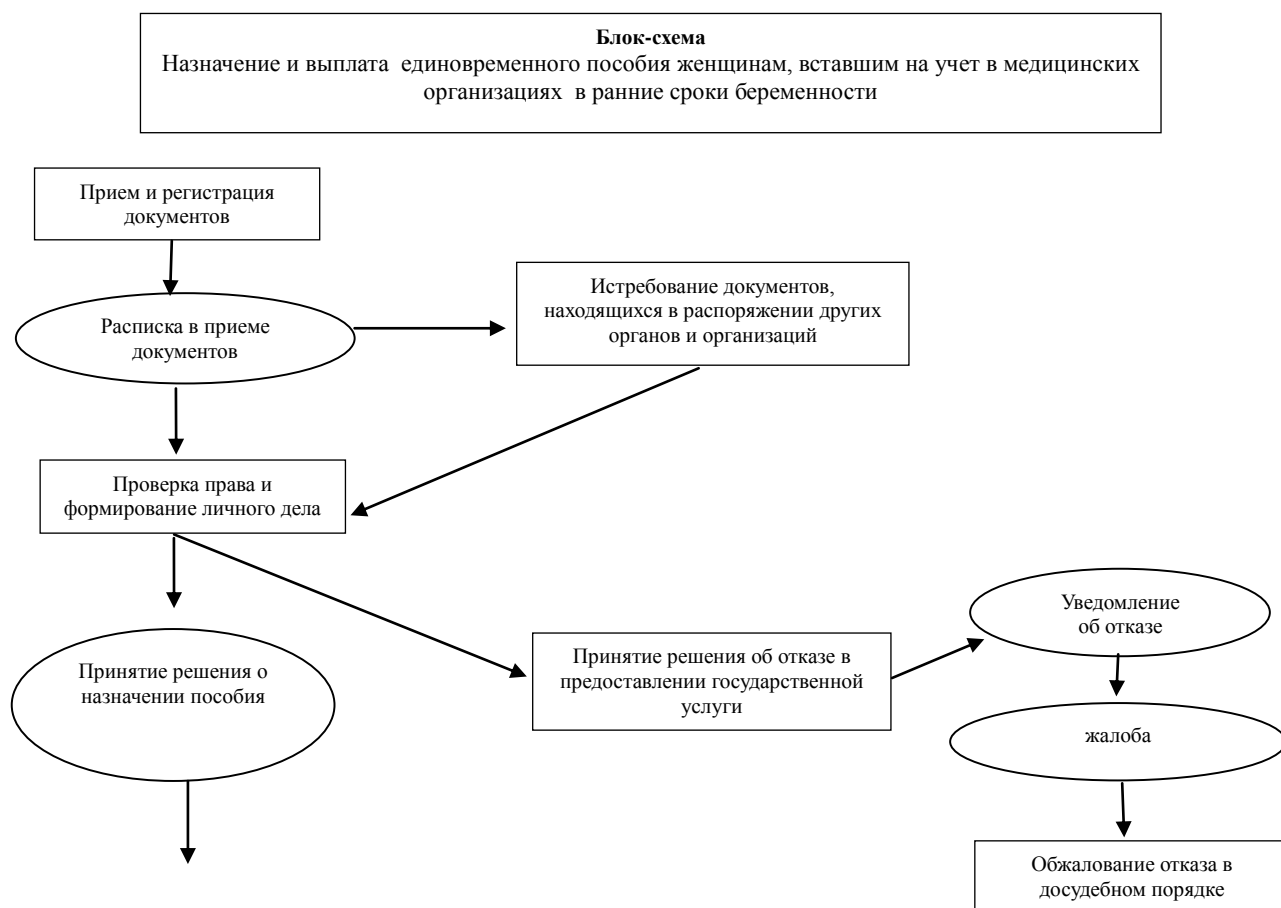 Блок-схема
Назначение и выплата  единовременного пособия женщинам, вставшим на учет в медицинских
организациях  в ранние сроки беременности
Прием и регистрация
документов
Расписка в приеме
документов
Истребование документов,
находящихся в распоряжении других
органов и организаций
Проверка права и
формирование личного дела
Принятие решения о
назначении пособия
Принятие решения об отказе в
предоставлении государственной
услуги
Уведомление
об отказе
жалоба
Обжалование отказа в
досудебном порядке